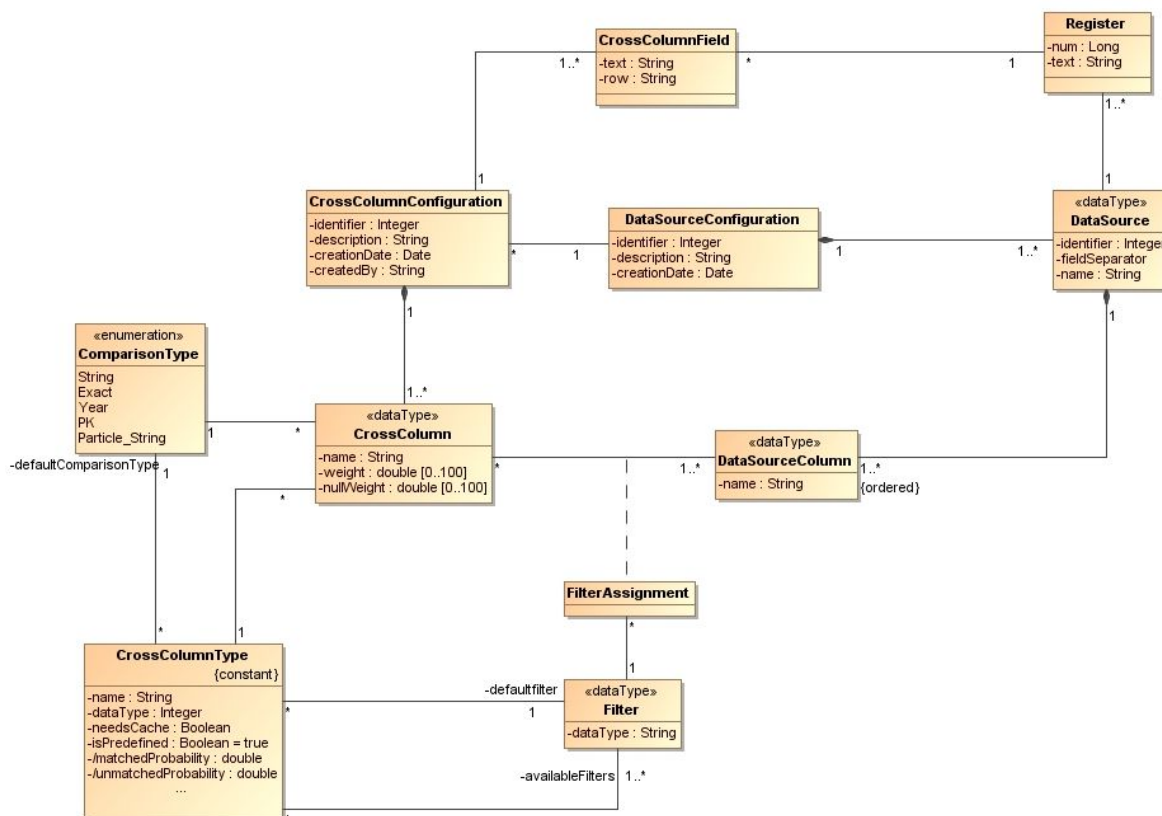 CrossColumnField
-text : String
-row : String
Register
-num : Long
-text : String
1..*
*
1
1..*
1
1
CrossColumnConfiguration
-identifier : Integer
-description : String
-creationDate : Date
-createdBy : String
DataSourceConfiguration
-identifier : Integer
-description : String
-creationDate : Date
«dataType»
DataSource
-identifier : Integer
-fieldSeparator
-name : String
*
1
1
1..*
1
1
«enumeration»
ComparisonType
String
Exact
Year
PK
Particle_String
1..*
«dataType»
CrossColumn
-name : String
-weight : double [0..100]
-nullWeight : double [0..100]
«dataType»
DataSourceColumn
-name : String
1
*
*
1..*
1..*
{ordered}
-defaultComparisonType
1
*
FilterAssignment
*
1
*
1
CrossColumnType
{constant}
-name : String
-dataType : Integer
-needsCache : Boolean
-isPredefined : Boolean = true
-/matchedProbability : double
-/unmatchedProbability : double
...
-defaultfilter
*
1
«dataType»
Filter
-dataType : String
-availableFilters
1..*